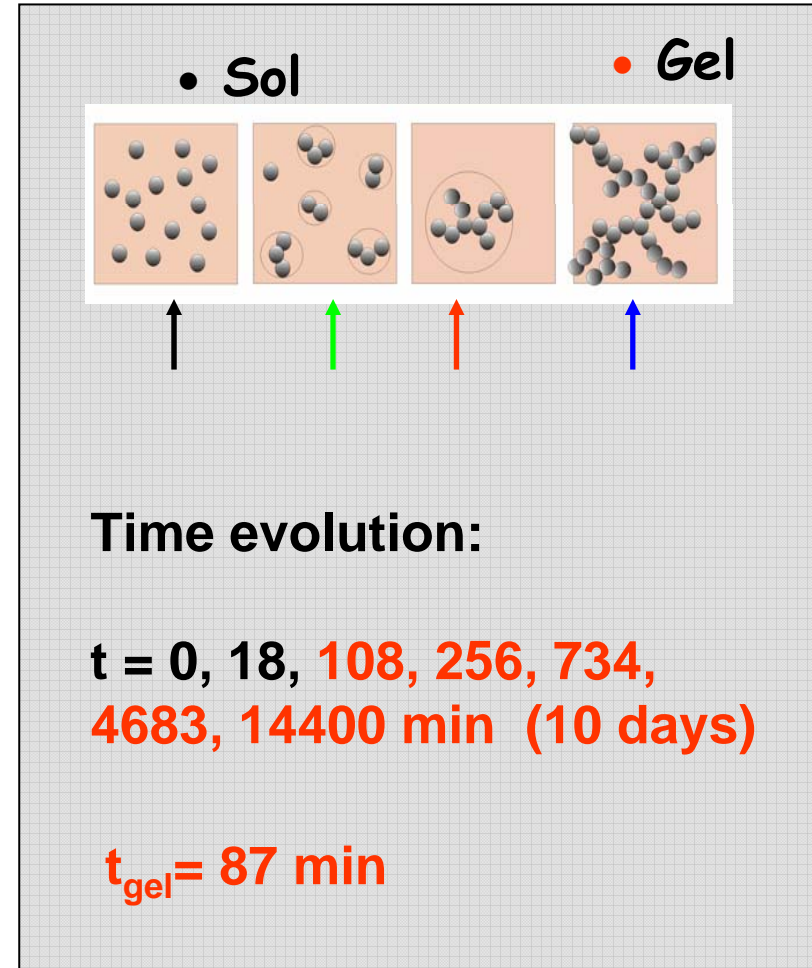 • Sol
• Gel
Time evolution:
t = 0, 18, 108, 256, 734,
4683, 14400 min (10 days)
tgel= 87 min